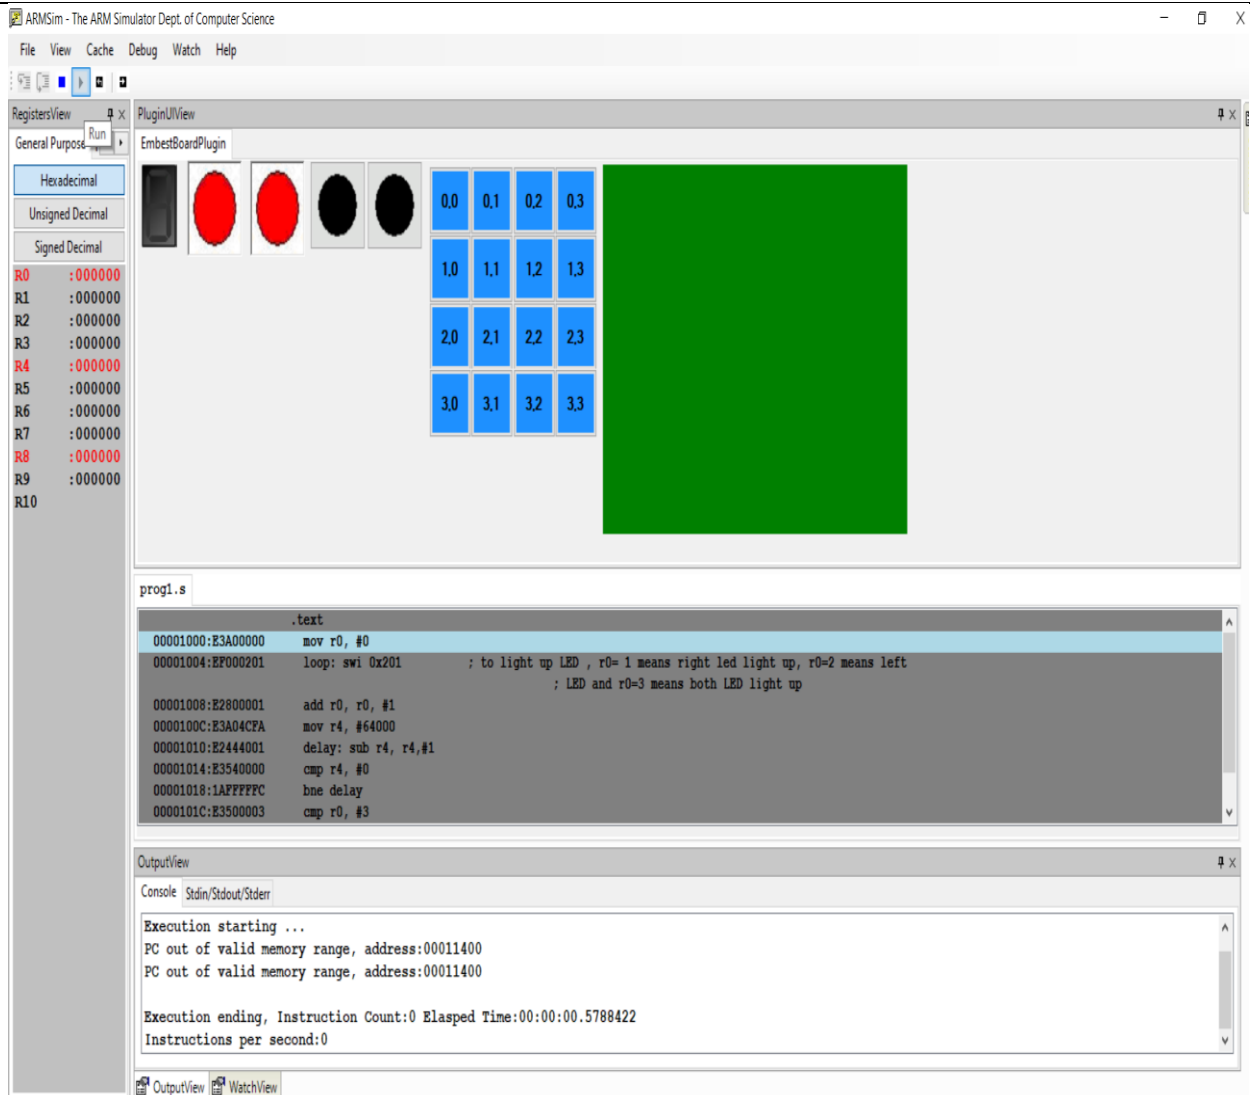 ARMSim - The ARM Simulator Dept. of Computer Science
File View Cache Debug Watch Help
RegistersView
General Purpose
Run
Hexadecimal
Unsigned Decimal
Signed Decimal
R0 :000000
R1 :000000
R2 :000000
R3 :000000
R4 :000000
R5 :000000
R6 :000000
R7 :000000
R8 :000000
R9 :000000
R10
PluginUIView
EmbestBoardPlugin
0,0 0,1 0,2 0,3
1,0 1,1 1,2 1,3
2,0 2,1 2,2 2,3
3,0 3,1 3,2 3,3
prog1.s
.text
00001000:E3A00000 mov r0, #0
00001004:EF000201 loop: swi 0x201 ; to light up LED , r0= 1 means right led light up, r0=2 means left
; LED and r0=3 means both LED light up
00001008:E2800001 add r0, r0, #1
0000100C:E3A04CFA mov r4, #64000
00001010:E2444001 delay: sub r4, r4,#1
00001014:E3540000 cmp r4, #0
00001018:1AFFFFFC bne delay
0000101C:E3500003 cmp r0, #3
OutputView
Console Stdin/Stdout/Stderr
Execution starting ...
PC out of valid memory range, address:00011400
PC out of valid memory range, address:00011400
Execution ending, Instruction Count:0 Elasped Time:00:00:00.5788422
Instructions per second:0
OutputView WatchView